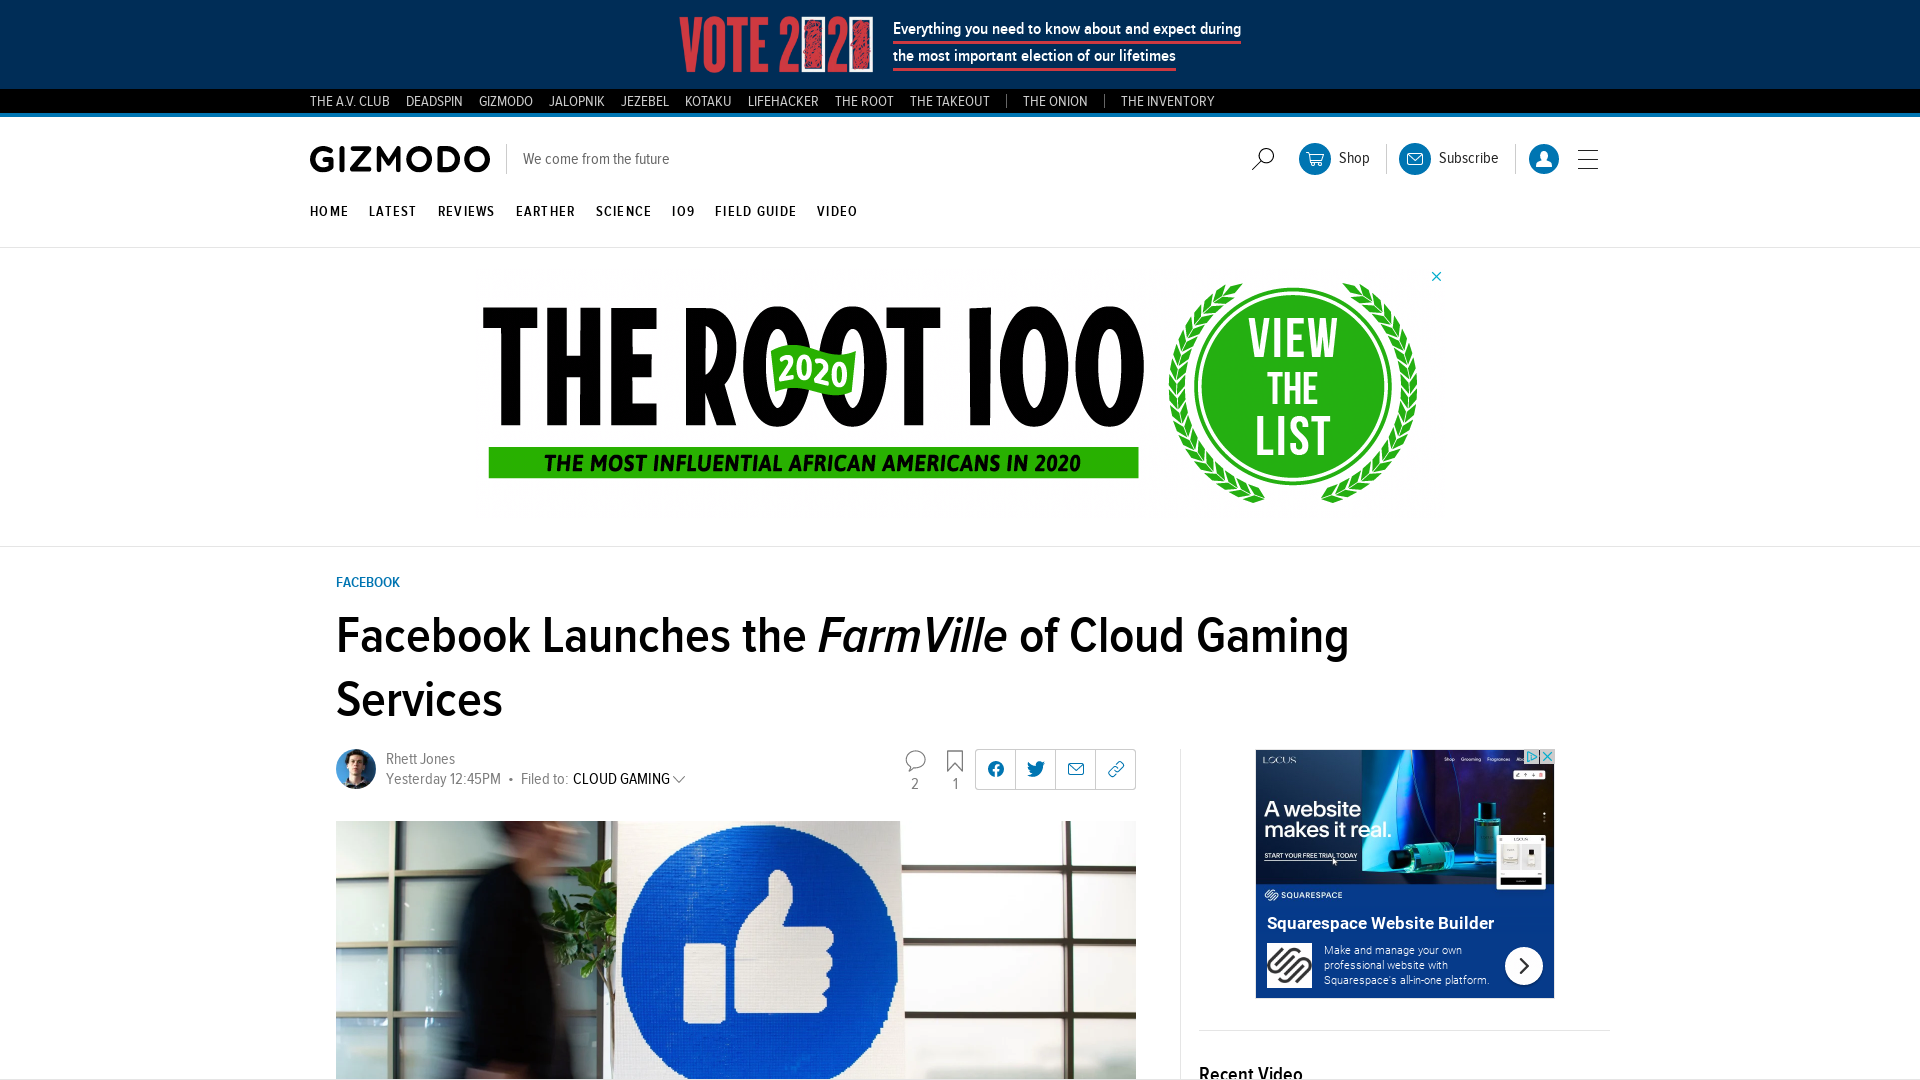 VOTE 2020
Everything you need to know about and expect during
the most important election of our lifetimes
THE A.V. CLUB DEADSPIN GIZMODO JALOPNIK JEZEBEL KOTAKU LIFEHACKER THE ROOT THE TAKEOUT THE ONION THE INVENTORY
GIZMODO We come from the future Shop Subscribe
HOME LATEST REVIEWS EARTHER SCIENCE IO9 FIELD GUIDE VIDEO
THE ROOT 100
2020
THE MOST INFLUENTIAL AFRICAN AMERICANS IN 2020
VIEW
THE
LIST
FACEBOOK
Facebook Launches the FarmVille of Cloud Gaming
Services
Rhett Jones
Yesterday 12:45PM • Filed to: CLOUD GAMING
2 1
LOCUS Shop Grooming Fragrances
A website
makes it real.
START YOUR FREE TRIAL TODAY
LOCUS
SQUARESPACE
Squarespace Website Builder
Make and manage your own
professional website with
Squarespace's all-in-one platform.
Recent Video